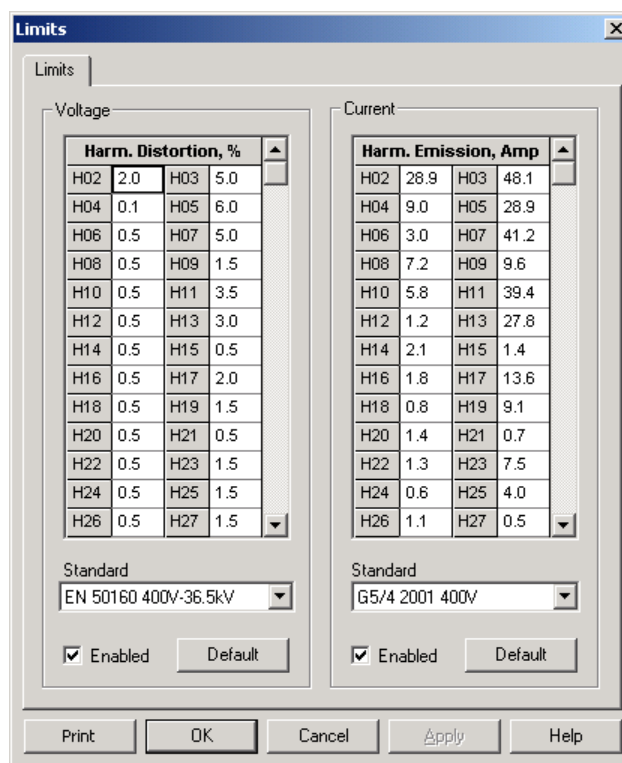 Limits
Limits
Voltage
Harm. Distortion, %
H02 2.0 H03 5.0
H04 0.1 H05 6.0
H06 0.5 H07 5.0
H08 0.5 H09 1.5
H10 0.5 H11 3.5
H12 0.5 H13 3.0
H14 0.5 H15 0.5
H16 0.5 H17 2.0
H18 0.5 H19 1.5
H20 0.5 H21 0.5
H22 0.5 H23 1.5
H24 0.5 H25 1.5
H26 0.5 H27 1.5
Standard
EN 50160 400V-36.5kV
Enabled Default
Current
Harm. Emission, Amp
H02 28.9 H03 48.1
H04 9.0 H05 28.9
H06 3.0 H07 41.2
H08 7.2 H09 9.6
H10 5.8 H11 39.4
H12 1.2 H13 27.8
H14 2.1 H15 1.4
H16 1.8 H17 13.6
H18 0.8 H19 9.1
H20 1.4 H21 0.7
H22 1.3 H23 7.5
H24 0.6 H25 4.0
H26 1.1 H27 0.5
Standard
G5/4 2001 400V
Enabled Default
Print OK Cancel Apply Help